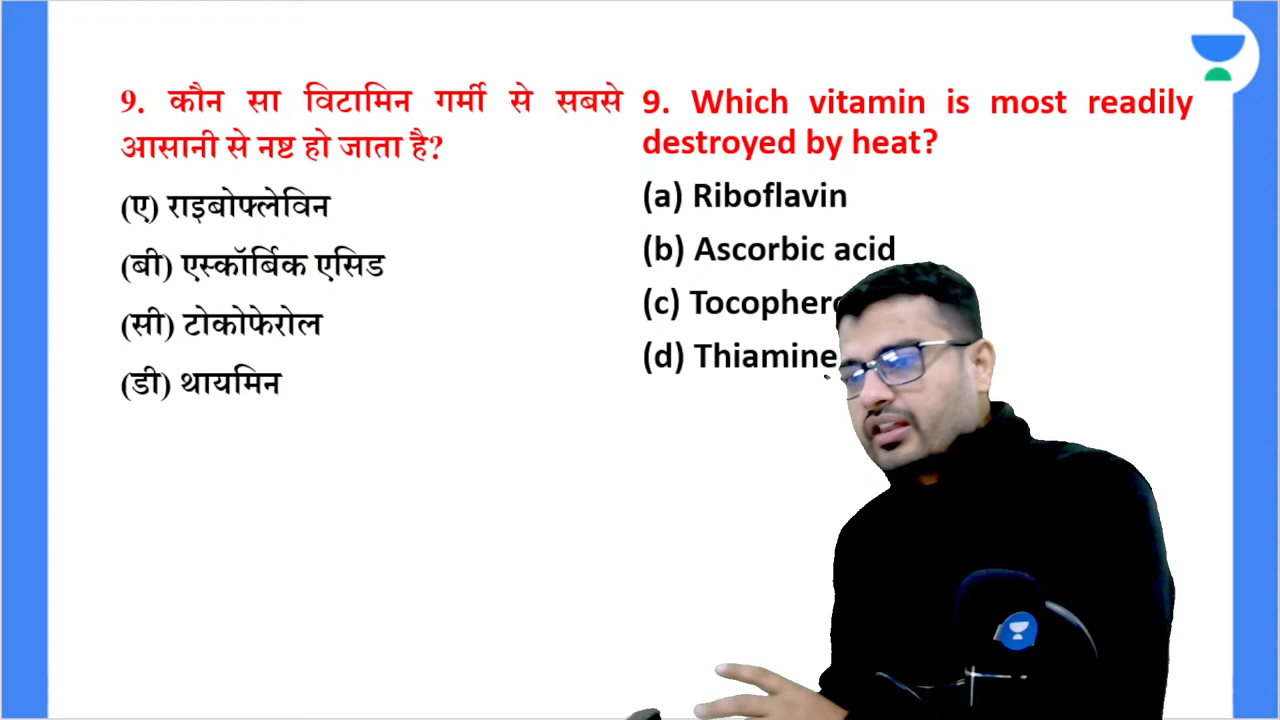 9. कौन सा विटामिन गर्मी से सबसे
आसानी से नष्ट हो जाता है?
(ए) राइबोफ्लेविन
(बी) एस्कॉर्बिक एसिड
(सी) टोकोफेरोल
(डी) थायमिन
9. Which vitamin is most readily
destroyed by heat?
(a) Riboflavin
(b) Ascorbic acid
(c)
(d) Thiamine